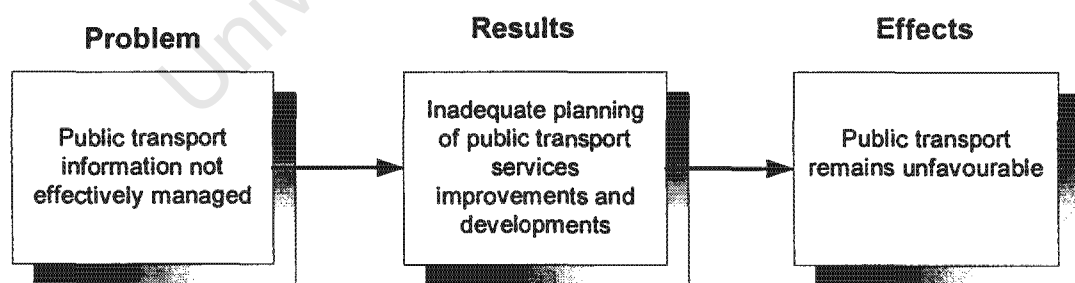 Problem
Results
Effects
Public transport
information not
effectively managed
Inadequate planning
of public transport
services
improvements and
developments
Public transport
remains unfavourable
Univ